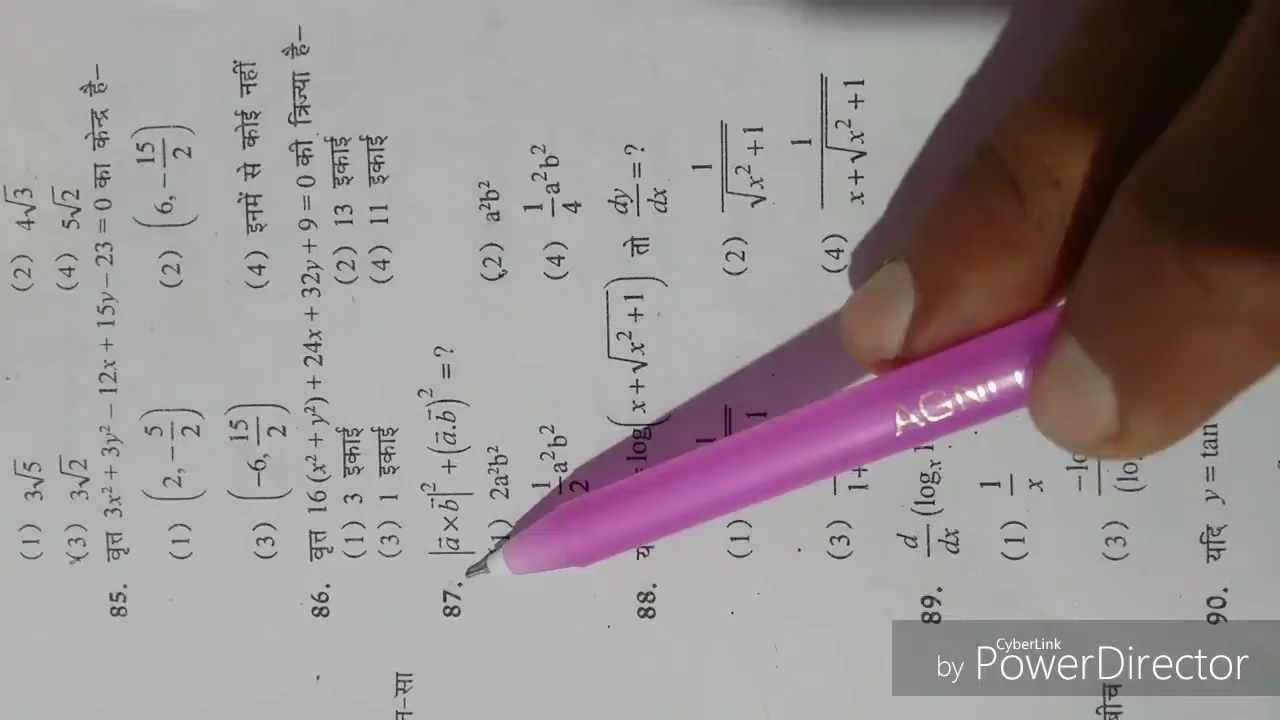 (1) 3√5 (2) 4√3
(3) 3√2 (4) 5√2
85. वृत्त 3x² + 3y² − 12x + 15y − 23 = 0 का केन्द्र है−
(1) (2, −5/2) (2) (6, −15/2)
(3) (−6, 15/2) (4) इनमें से कोई नहीं
86. वृत्त 16 (x² + y²) + 24x + 32y + 9 = 0 की त्रिज्या है−
(1) 3 इकाई (2) 13 इकाई
(3) 1 इकाई (4) 11 इकाई
87. |a⃗ × b⃗|² + (a⃗.b⃗)² = ?
1) 2a²b² (2) a²b²
1/2 a²b² (4) 1/4 a²b²
88. = log(x + √(x² + 1)) तो dy/dx = ?
(1) (2) 1/√(x² + 1)
(3) (4) 1/(x + √(x² + 1))
89. d/dx (logₓ
(1) 1/x
(3)
90. यदि y = tan
न−सा
बीच
AGNI
CyberLink
by PowerDirector